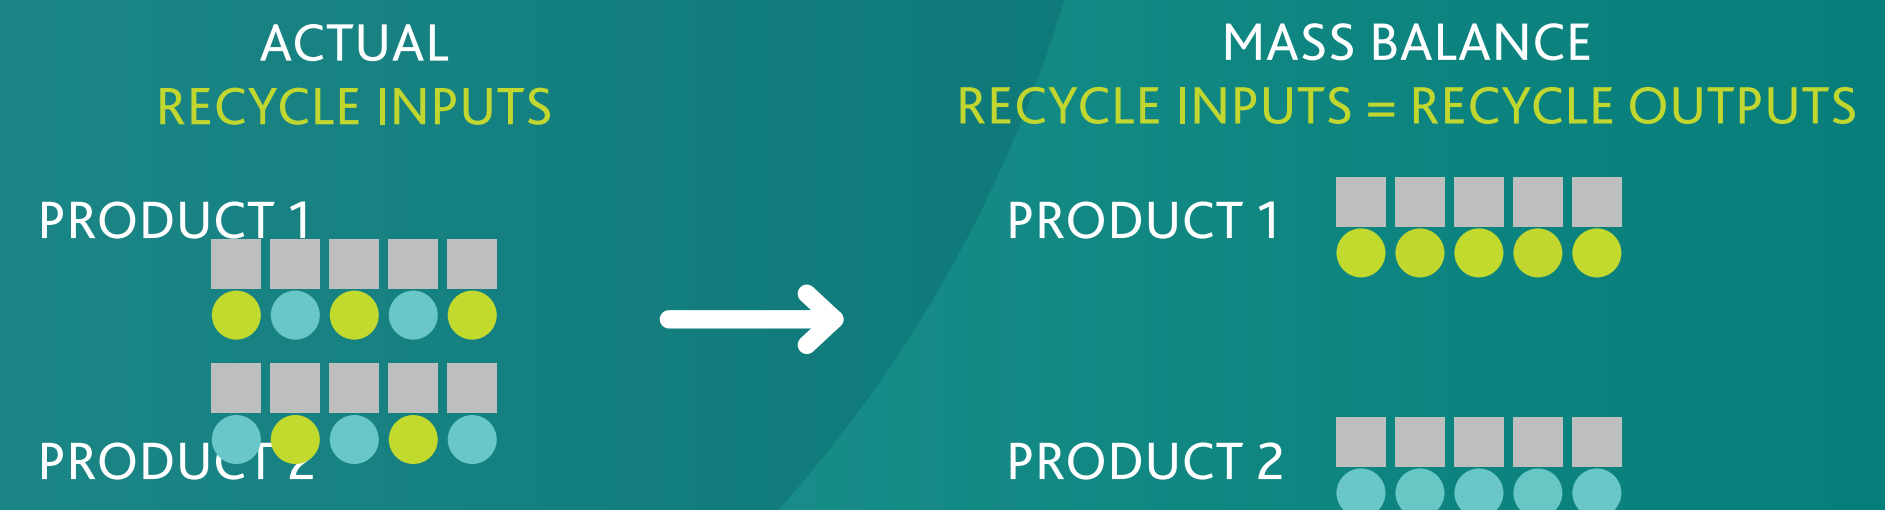 ACTUAL
RECYCLE INPUTS
PRODUCT 1
PRODUCT 2
MASS BALANCE
RECYCLE INPUTS = RECYCLE OUTPUTS
PRODUCT 1
PRODUCT 2